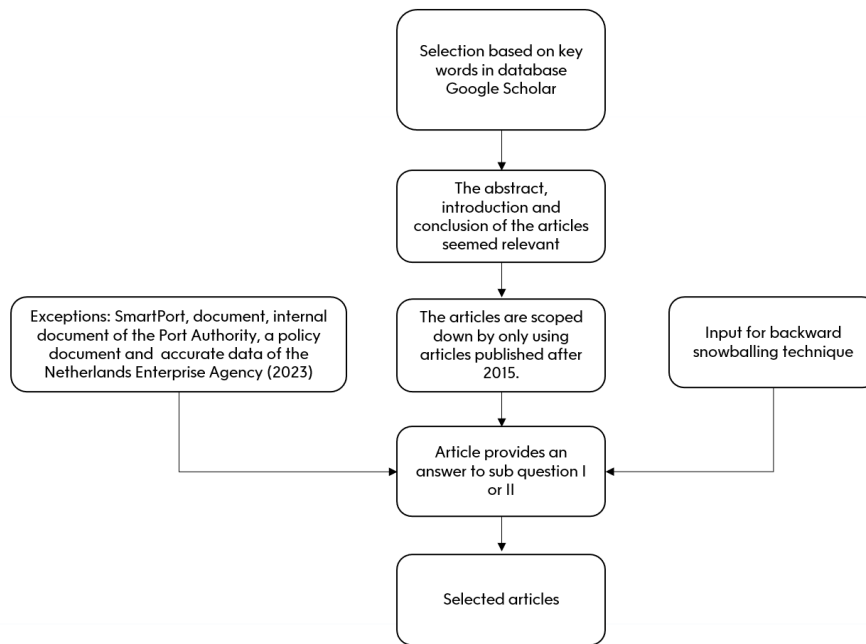 Selection based on key
words in database
Google Scholar
The abstract,
introduction and
conclusion of the articles
seemed relevant
Exceptions: SmartPort, document, internal
document of the Port Authority, a policy
document and accurate data of the
Netherlands Enterprise Agency (2023)
The articles are scoped
down by only using
articles published after
2015.
Input for backward
snowballing technique
Article provides an
answer to sub question I
or II
Selected articles